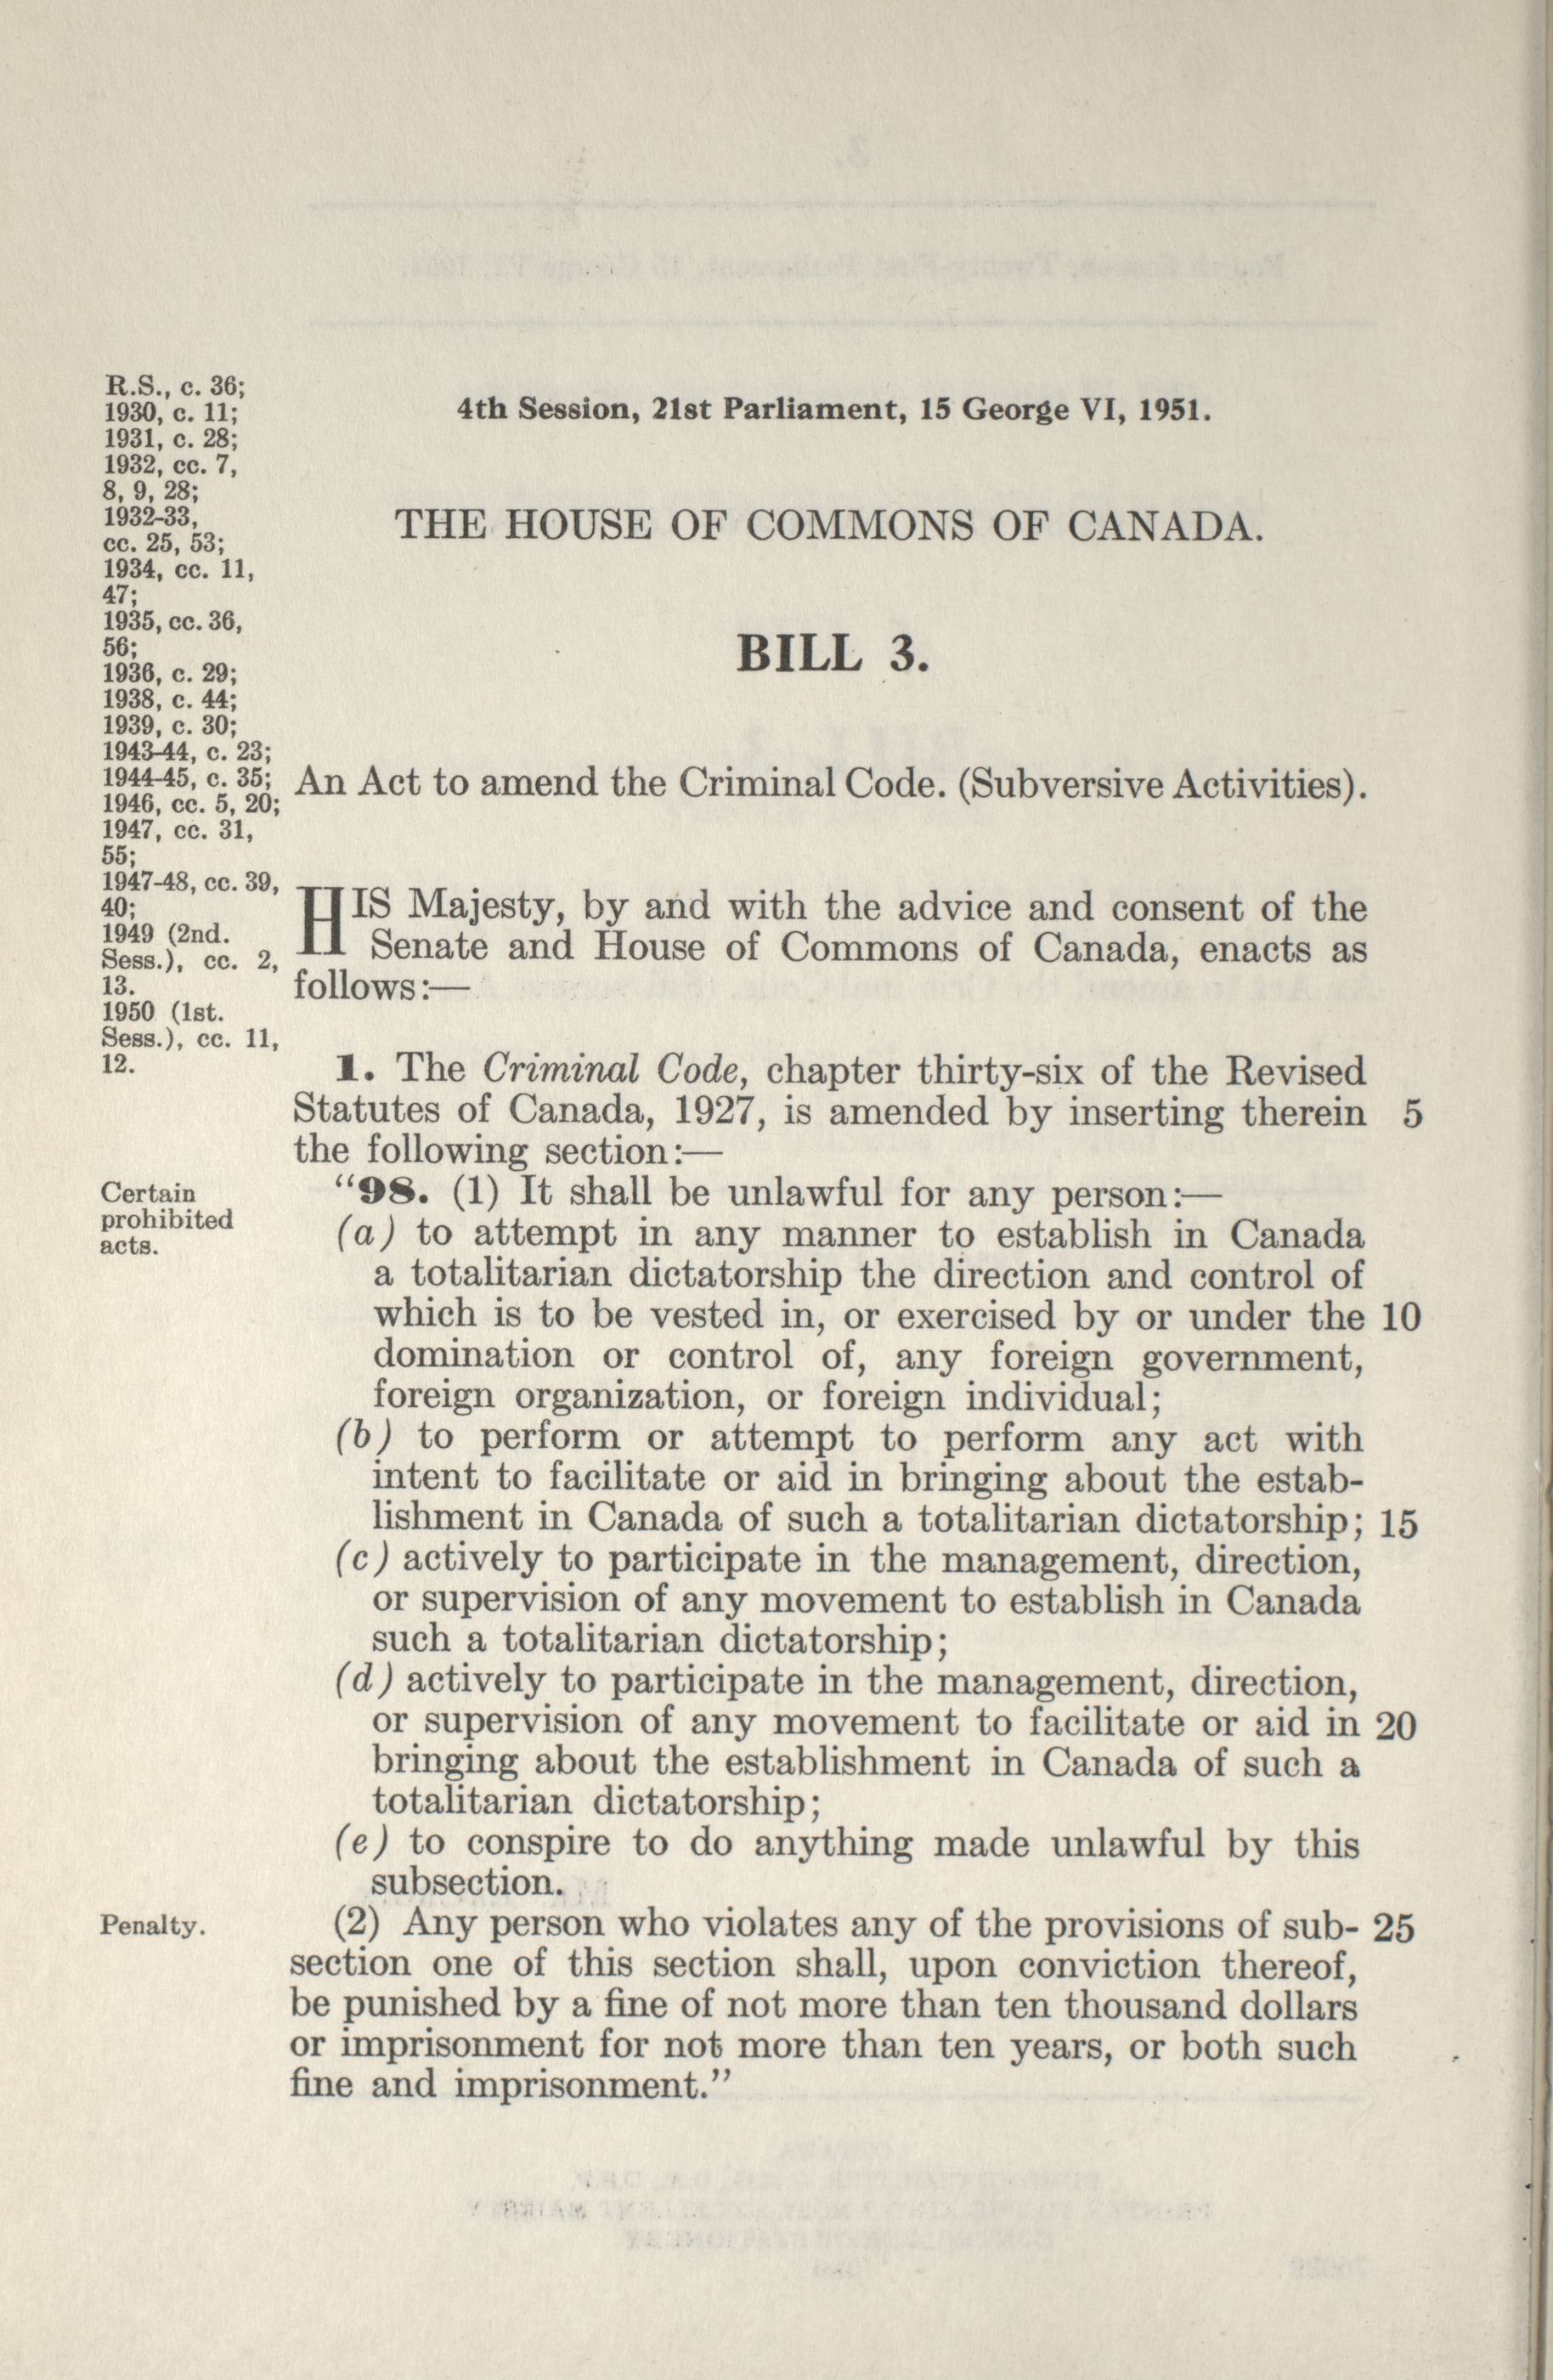 R.S., c. 36;
1930, c. 11;
1931, c. 28;
1932, cc. 7,
8, 9, 28;
1932-33,
cc. 25, 53;
1934, cc. 11,
47;
1935, cc. 36,
56;
1936, c. 29;
1938, c. 44;
1939, c. 30;
1943-44, c. 23;
1944-45, c. 35;
1946, cc. 5, 20;
1947, cc. 31,
55;
1947-48, cc. 39,
40;
1949 (2nd.
Sess.), cc. 2,
13.
1950 (1st.
Sess.), cc. 11,
12.
4th Session, 21st Parliament, 15 George VI, 1951.
THE HOUSE OF COMMONS OF CANADA.
BILL 3.
An Act to amend the Criminal Code. (Subversive Activities).
HIS Majesty, by and with the advice and consent of the
Senate and House of Commons of Canada, enacts as
follows:—
1. The Criminal Code, chapter thirty-six of the Revised
Statutes of Canada, 1927, is amended by inserting therein 5
the following section:—
Certain
prohibited
acts.
"98. (1) It shall be unlawful for any person:—
(a) to attempt in any manner to establish in Canada
a totalitarian dictatorship the direction and control of
which is to be vested in, or exercised by or under the 10
domination or control of, any foreign government,
foreign organization, or foreign individual;
(b) to perform or attempt to perform any act with
intent to facilitate or aid in bringing about the estab-
lishment in Canada of such a totalitarian dictatorship; 15
(c) actively to participate in the management, direction,
or supervision of any movement to establish in Canada
such a totalitarian dictatorship;
(d) actively to participate in the management, direction,
or supervision of any movement to facilitate or aid in 20
bringing about the establishment in Canada of such a
totalitarian dictatorship;
(e) to conspire to do anything made unlawful by this
subsection.
Penalty.
(2) Any person who violates any of the provisions of sub- 25
section one of this section shall, upon conviction thereof,
be punished by a fine of not more than ten thousand dollars
or imprisonment for not more than ten years, or both such
fine and imprisonment."